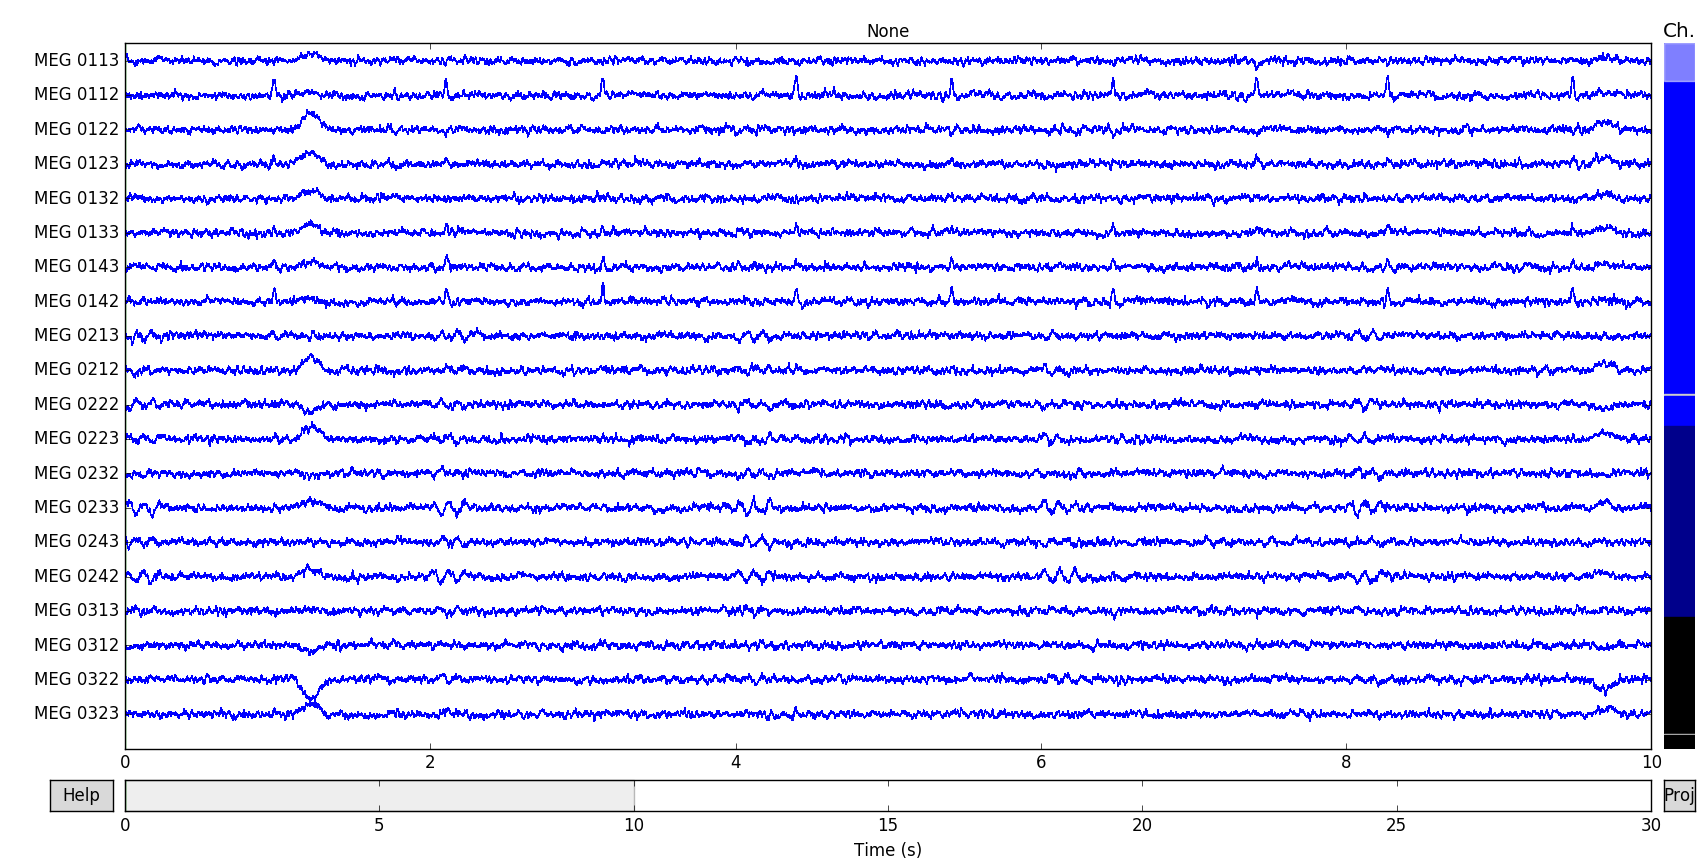 None
Ch.
MEG 0113
MEG 0112
MEG 0122
MEG 0123
MEG 0132
MEG 0133
MEG 0143
MEG 0142
MEG 0213
MEG 0212
MEG 0222
MEG 0223
MEG 0232
MEG 0233
MEG 0243
MEG 0242
MEG 0313
MEG 0312
MEG 0322
MEG 0323
0 2 4 6 8 10
Help
Proj
0 5 10 15 20 25 30
Time (s)